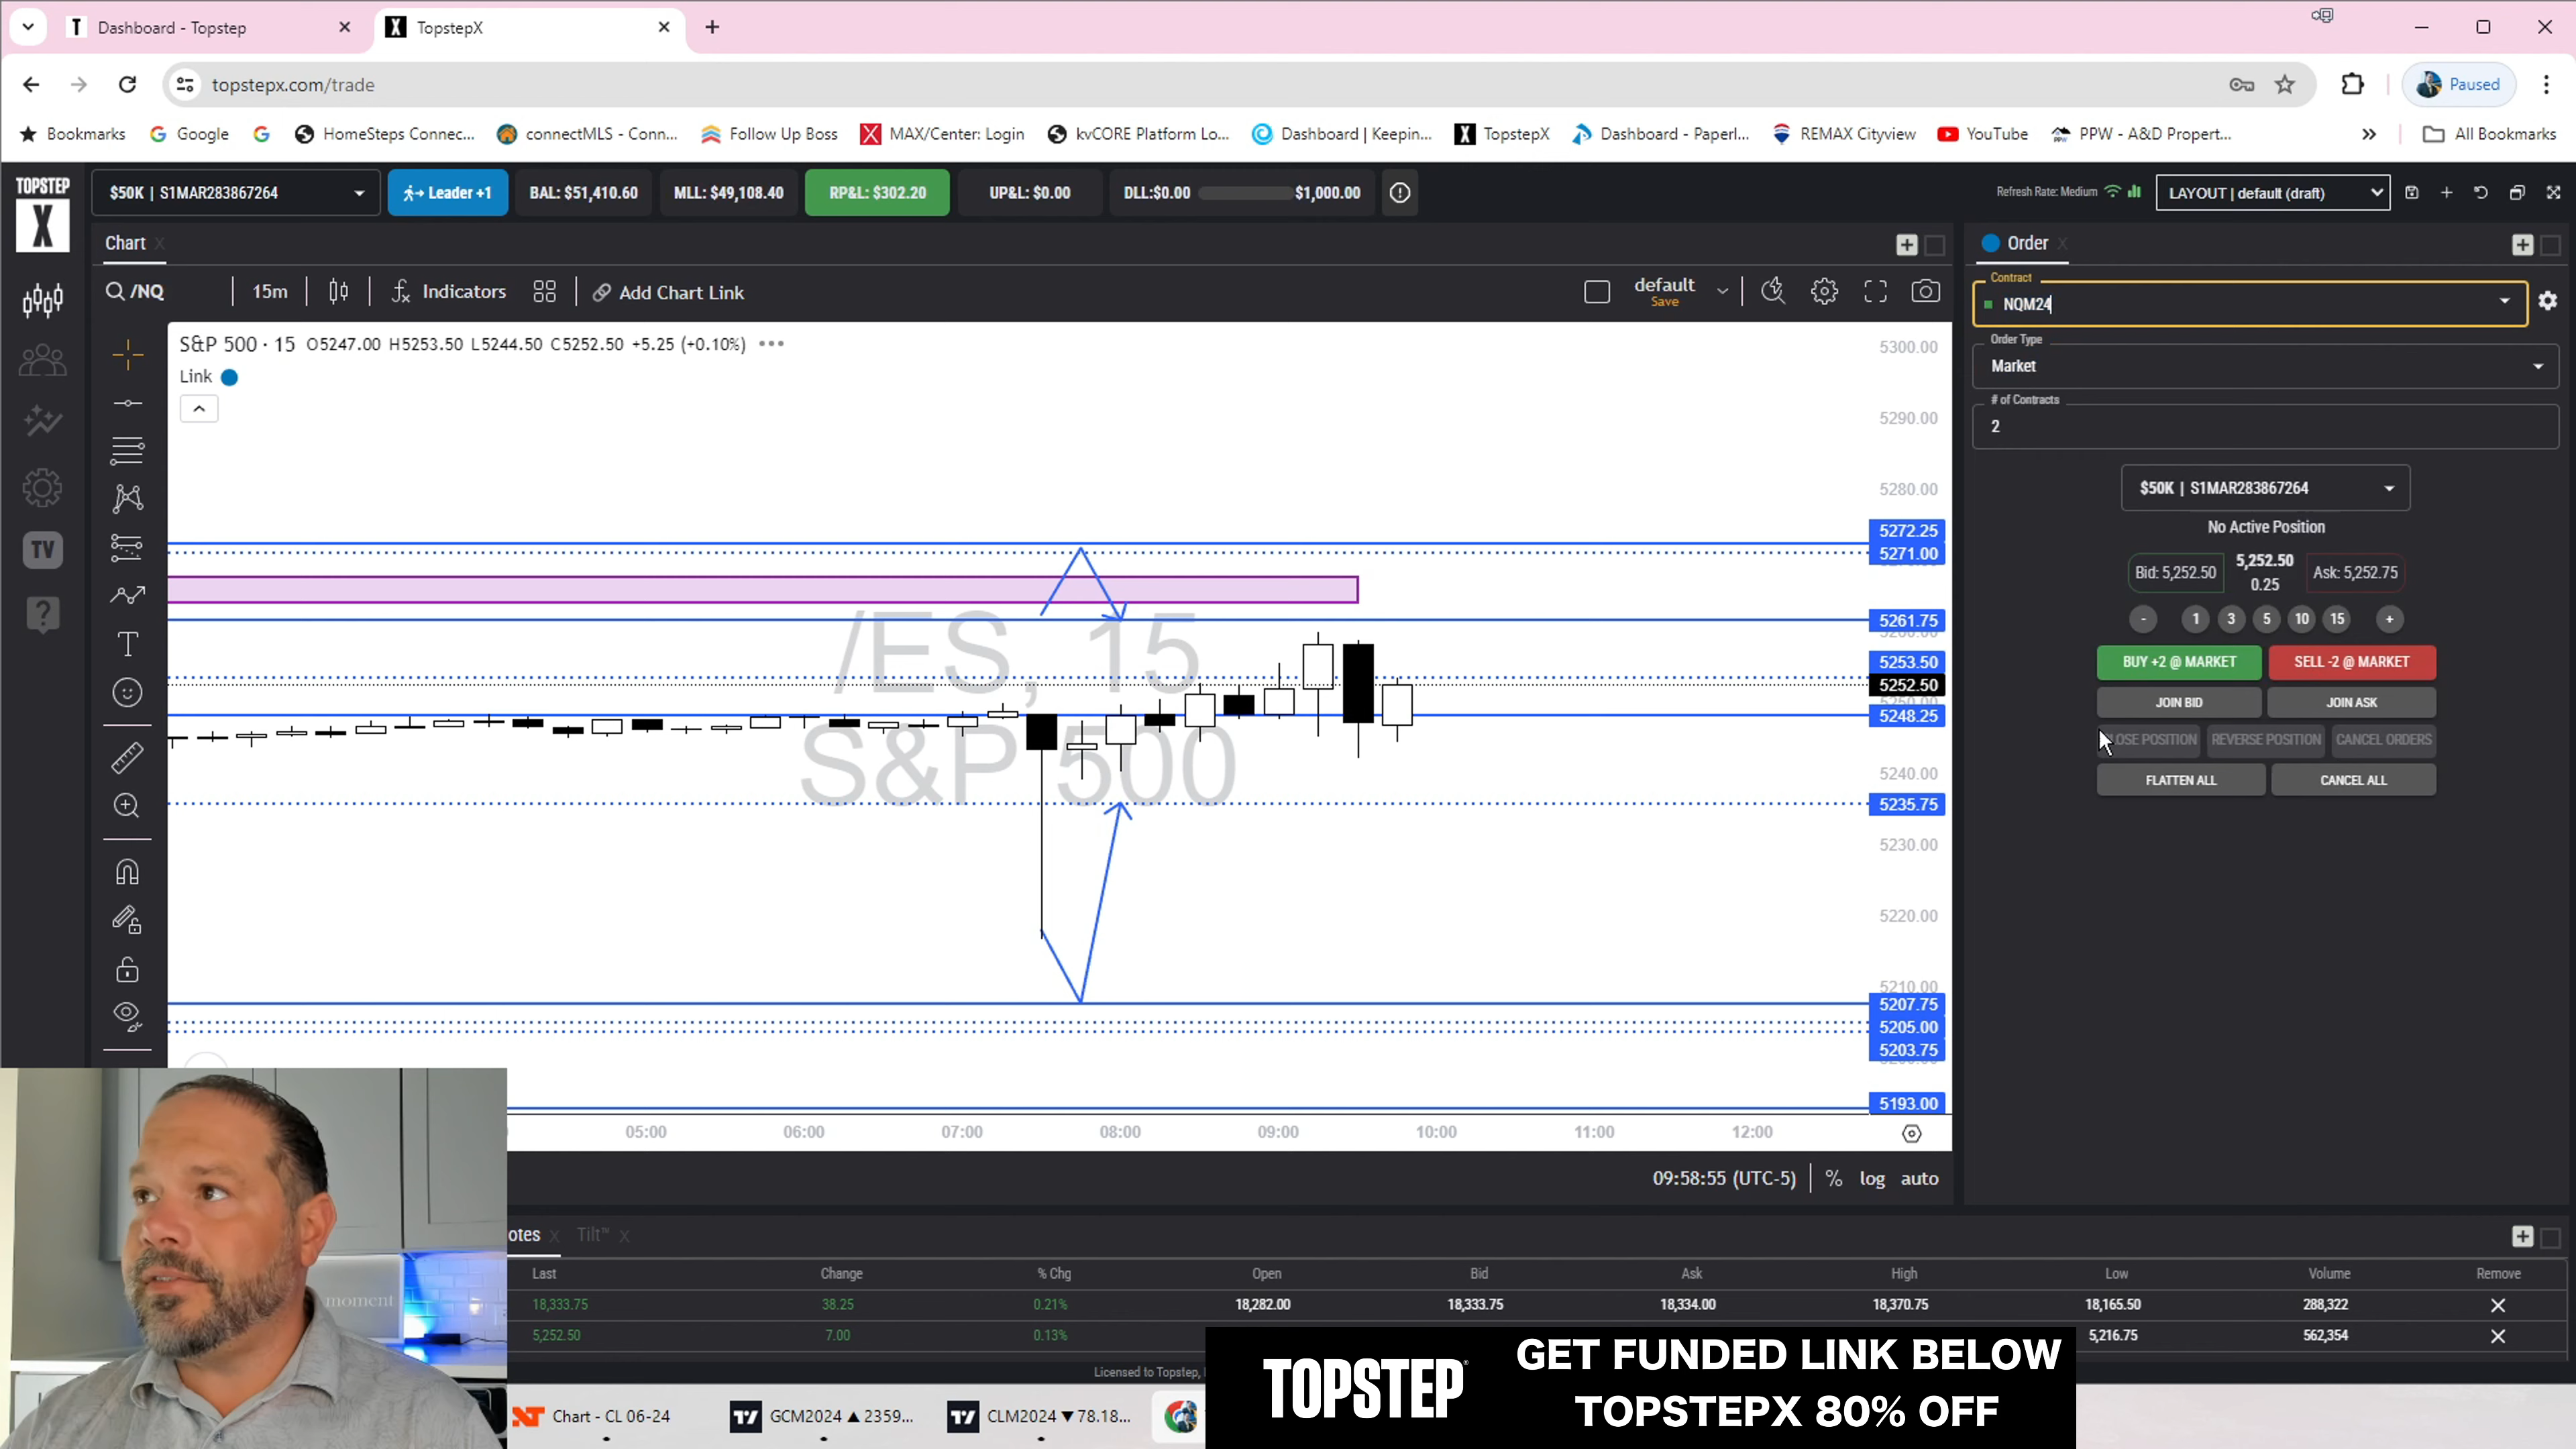 Dashboard - Topstep
TopstepX
topstepx.com/trade
Paused
Bookmarks
Google
HomeSteps Connec...
connectMLS - Conn...
Follow Up Boss
MAX/Center: Login
kvCORE Platform Lo...
Dashboard | Keepin...
TopstepX
Dashboard - Paperl...
REMAX Cityview
YouTube
PPW - A&D Propert...
All Bookmarks
TOPSTEP
X
$50K | S1MAR283867264
Leader +1
BAL: $51,410.60
MLL: $49,108.40
RP&L: $302.20
UP&L: $0.00
DLL:$0.00
$1,000.00
Refresh Rate: Medium
LAYOUT | default (draft)
Chart
Order
/NQ
15m
Indicators
Add Chart Link
default
Save
Contract
NQM24
Order Type
Market
# of Contracts
2
S&P 500 · 15 O5247.00 H5253.50 L5244.50 C5252.50 +5.25 (+0.10%)
Link
TV
/ES, 15
S&P 500
5300.00
5290.00
5280.00
5272.25
5271.00
5261.75
5253.50
5252.50
5248.25
5240.00
5235.75
5230.00
5220.00
5210.00
5207.75
5205.00
5203.75
5193.00
$50K | S1MAR283867264
No Active Position
Bid: 5,252.50
5,252.50
0.25
Ask: 5,252.75
- 1 3 5 10 15 +
BUY +2 @ MARKET
SELL -2 @ MARKET
JOIN BID
JOIN ASK
OSE POSITION
REVERSE POSITION
CANCEL ORDERS
FLATTEN ALL
CANCEL ALL
05:00 06:00 07:00 08:00 09:00 10:00 11:00 12:00
09:58:55 (UTC-5)
% log auto
otes
Tilt™
Last Change % Chg Open Bid Ask High Low Volume Remove
18,333.75 38.25 0.21% 18,282.00 18,333.75 18,334.00 18,370.75 18,165.50 288,322
5,252.50 7.00 0.13% 5,216.75 562,354
Licensed to Topstep,
moment
TOPSTEP
GET FUNDED LINK BELOW
TOPSTEPX 80% OFF
Chart - CL 06-24
GCM2024 ▲ 2359...
CLM2024 ▼ 78.18...